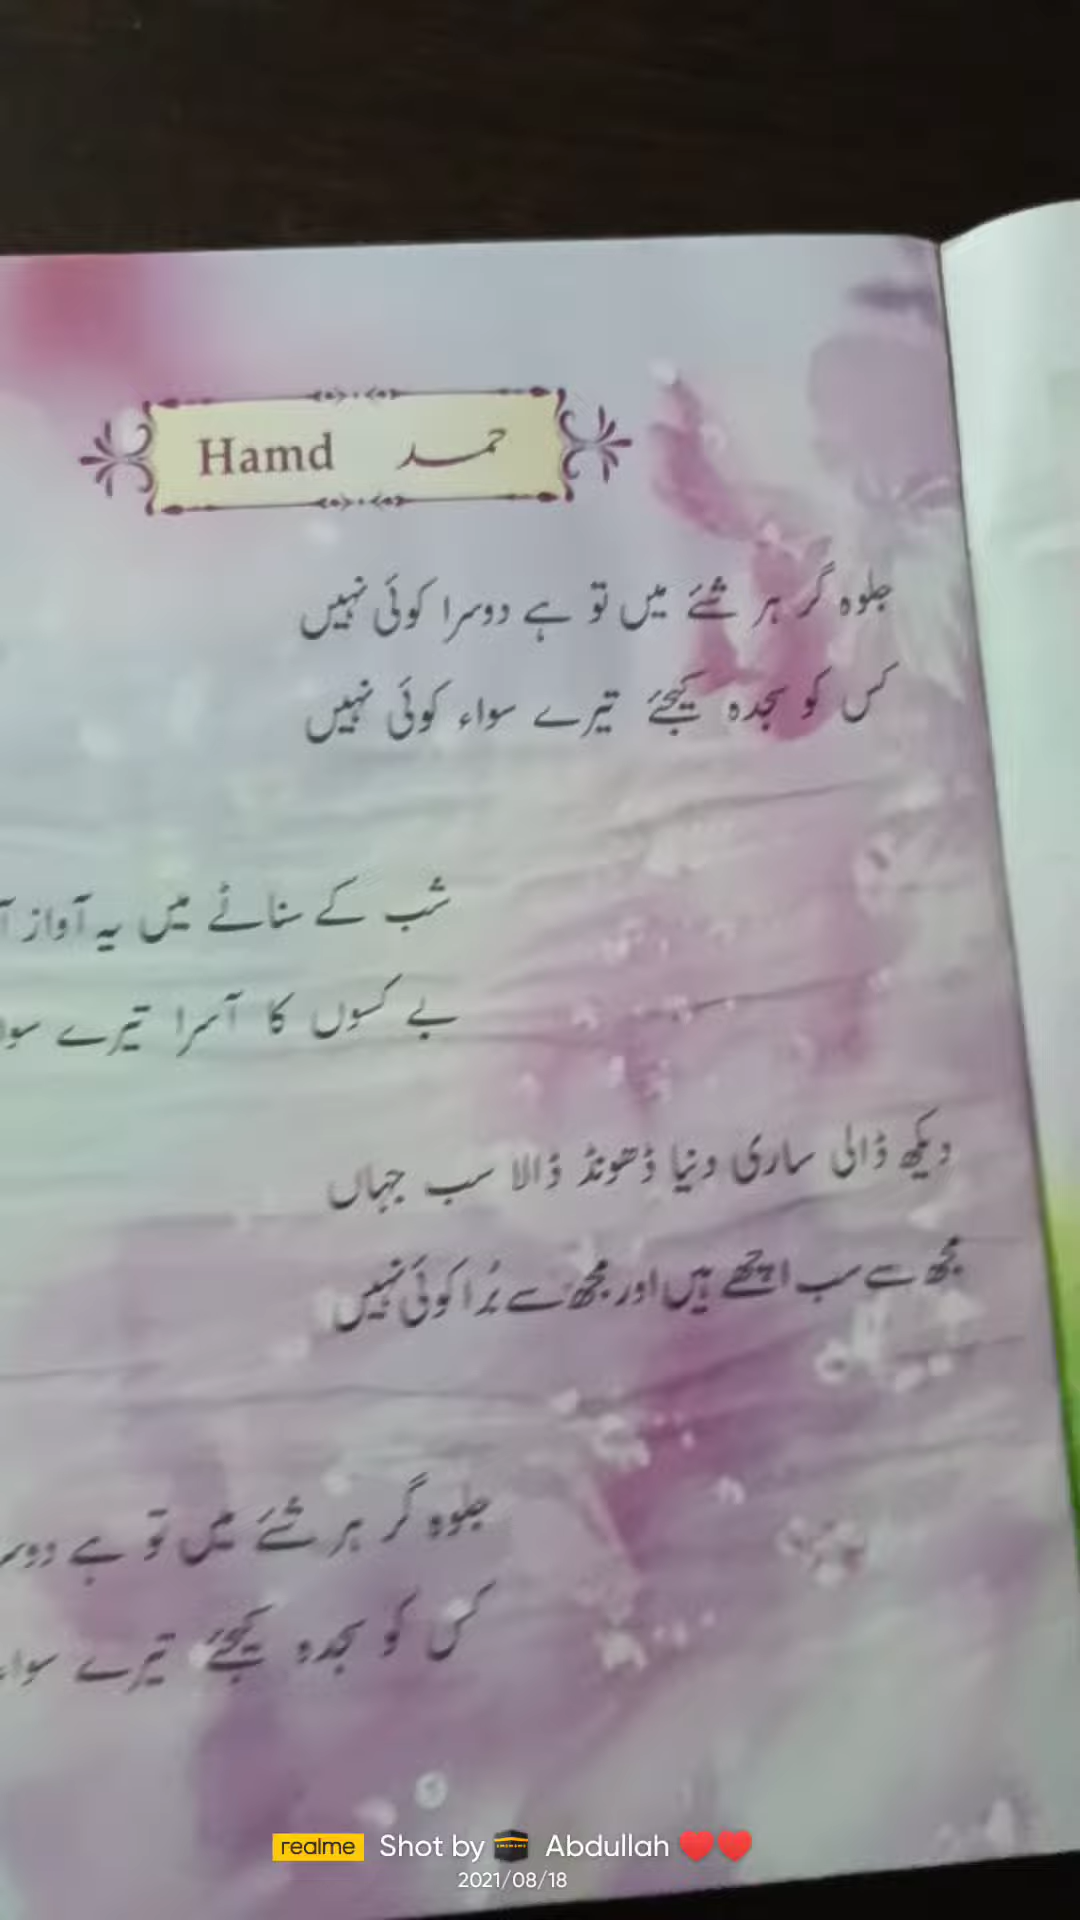 Hamd حمد
جلوہ گر ہر شئے میں تو ہے دوسرا کوئی نہیں
کس کو سجدہ کیجئے تیرے سواء کوئی نہیں
شب کے سناٹے میں یہ آواز
بے کسوں کا آسرا تیرے
دیکھ ڈالی ساری دنیا ڈھونڈ ڈالا سب جہاں
مجھ سے سب اچھے ہیں اور مجھ سے بُرا کوئی نہیں
جلوہ گر ہر شئے میں تو ہے
کس کو سجدہ کیجئے تیرے
realme Shot by 🕋 Abdullah ❤️❤️
2021/08/18